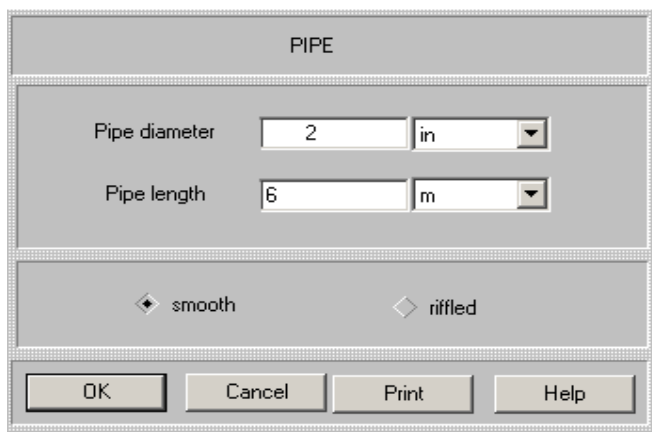 PIPE
Pipe diameter 2 in
Pipe length 6 m
smooth riffled
OK Cancel Print Help